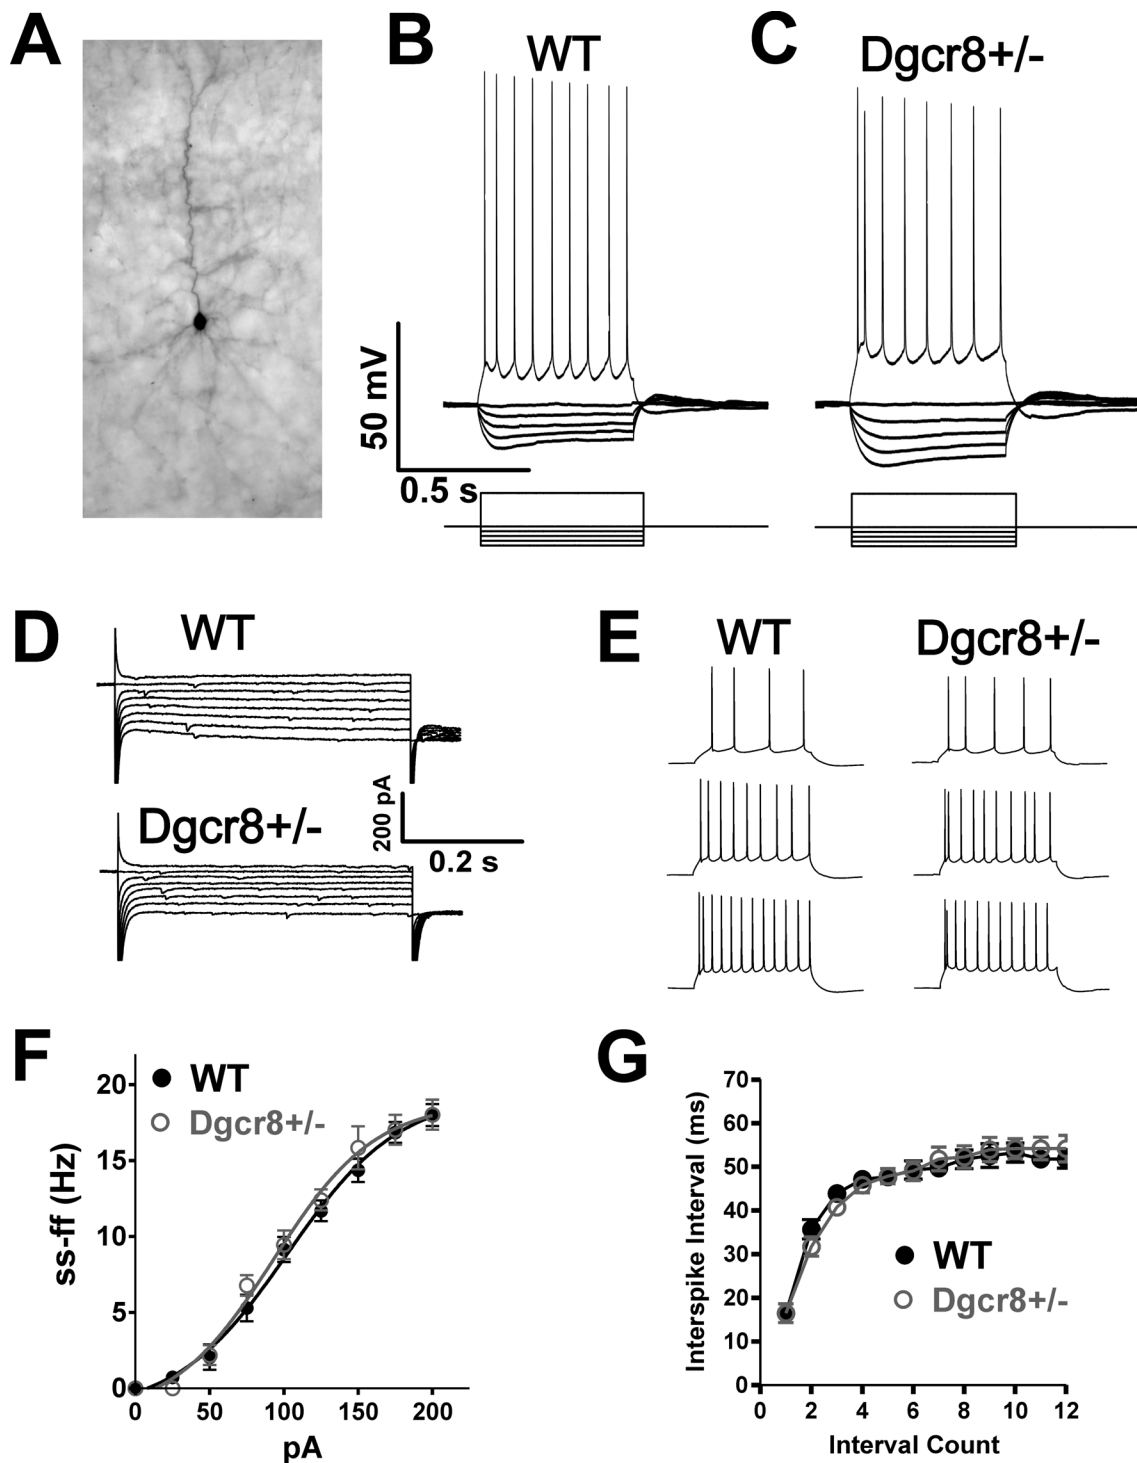 A
B
WT
C
Dgcr8+/-
50 mV
0.5 s
D
WT
Dgcr8+/-
200 pA
0.2 s
E
WT
Dgcr8+/-
F
WT
Dgcr8+/-
20
15
10
5
0
0 50 100 150 200
ss-ff (Hz)
pA
G
70
60
50
40
30
20
10
0
0 2 4 6 8 10 12
WT
Dgcr8+/-
Interspike Interval (ms)
Interval Count